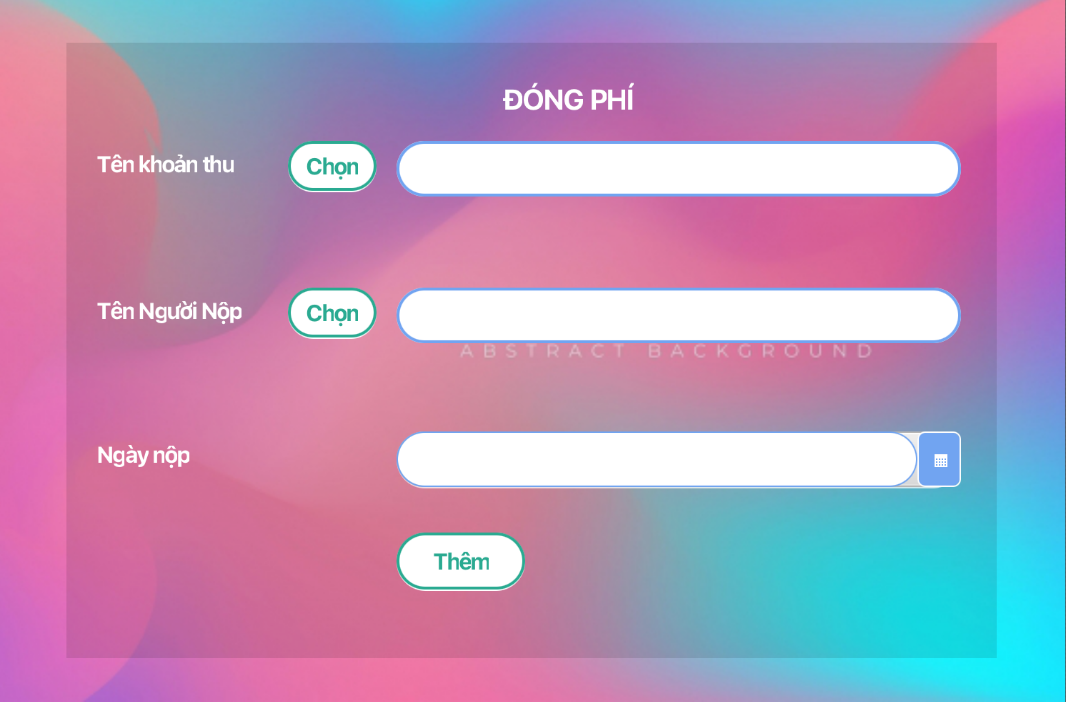 ĐÓNG PHÍ
Tên khoản thu Chọn
Tên Người Nộp Chọn
ABSTRACT BACKGROUND
Ngày nộp
Thêm